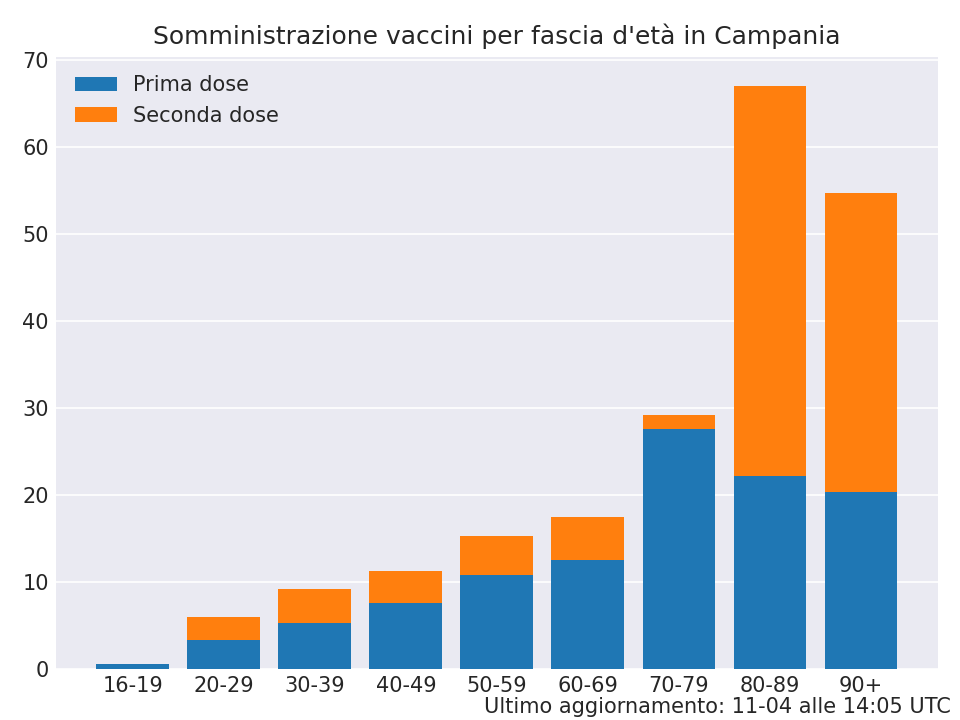 Somministrazione vaccini per fascia d'età in Campania
70
60
50
40
30
20
10
0
Prima dose
Seconda dose
16-19 20-29 30-39 40-49 50-59 60-69 70-79 80-89 90+
Ultimo aggiornamento: 11-04 alle 14:05 UTC